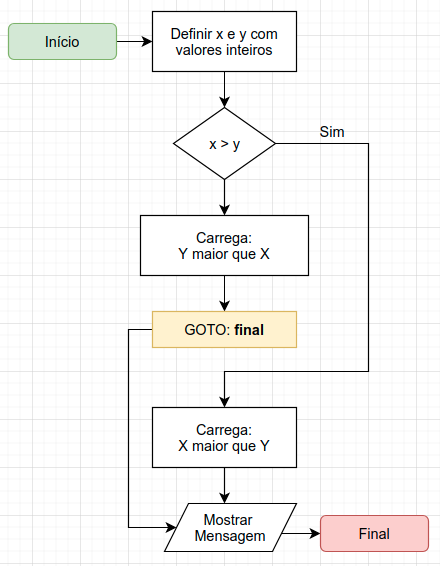 Início
Definir x e y com
valores inteiros
x > y
Sim
Carrega:
Y maior que X
GOTO: final
Carrega:
X maior que Y
Mostrar
Mensagem
Final